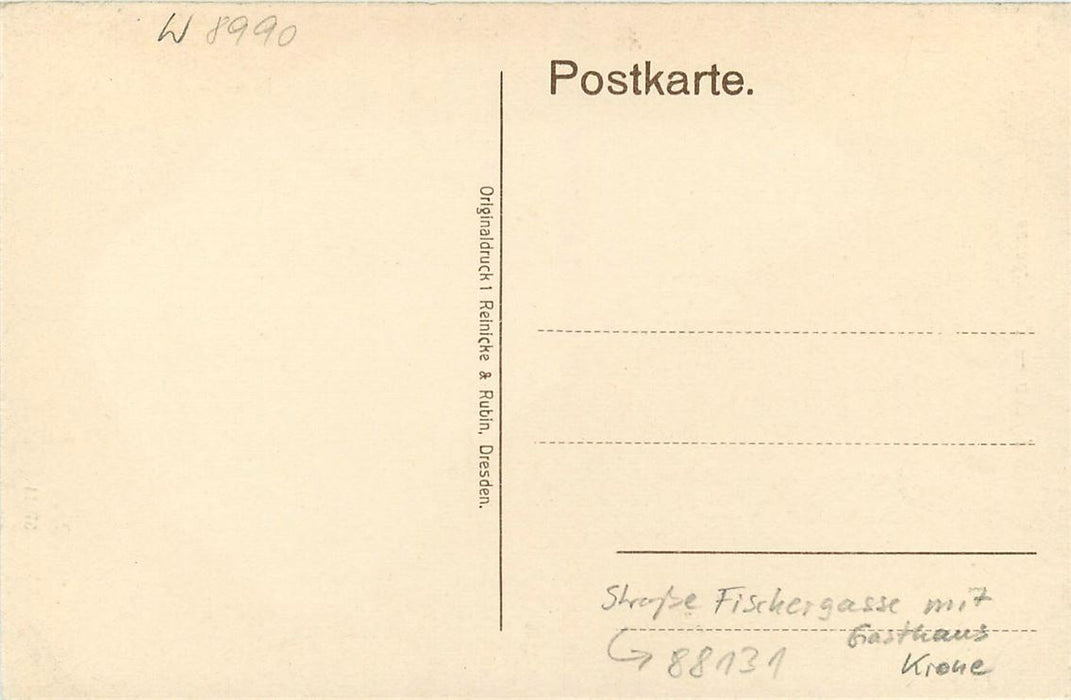 W 8990
Postkarte.
Originaldruck 1 Reinicke & Rubin, Dresden.
Straße Fischergasse mit
Gasthaus
88131 Krone